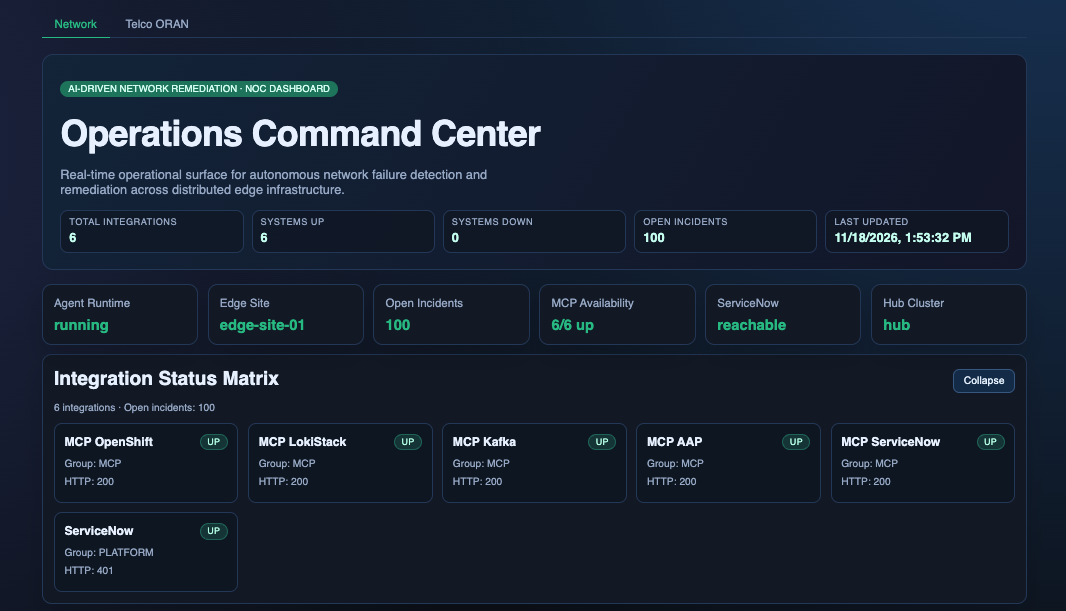 Network
Telco ORAN
AI-DRIVEN NETWORK REMEDIATION · NOC DASHBOARD
Operations Command Center
Real-time operational surface for autonomous network failure detection and
remediation across distributed edge infrastructure.
TOTAL INTEGRATIONS
6
SYSTEMS UP
6
SYSTEMS DOWN
0
OPEN INCIDENTS
100
LAST UPDATED
11/18/2026, 1:53:32 PM
Agent Runtime
running
Edge Site
edge-site-01
Open Incidents
100
MCP Availability
6/6 up
ServiceNow
reachable
Hub Cluster
hub
Integration Status Matrix
Collapse
6 integrations · Open incidents: 100
MCP OpenShift
UP
Group: MCP
HTTP: 200
MCP LokiStack
UP
Group: MCP
HTTP: 200
MCP Kafka
UP
Group: MCP
HTTP: 200
MCP AAP
UP
Group: MCP
HTTP: 200
MCP ServiceNow
UP
Group: MCP
HTTP: 200
ServiceNow
UP
Group: PLATFORM
HTTP: 401